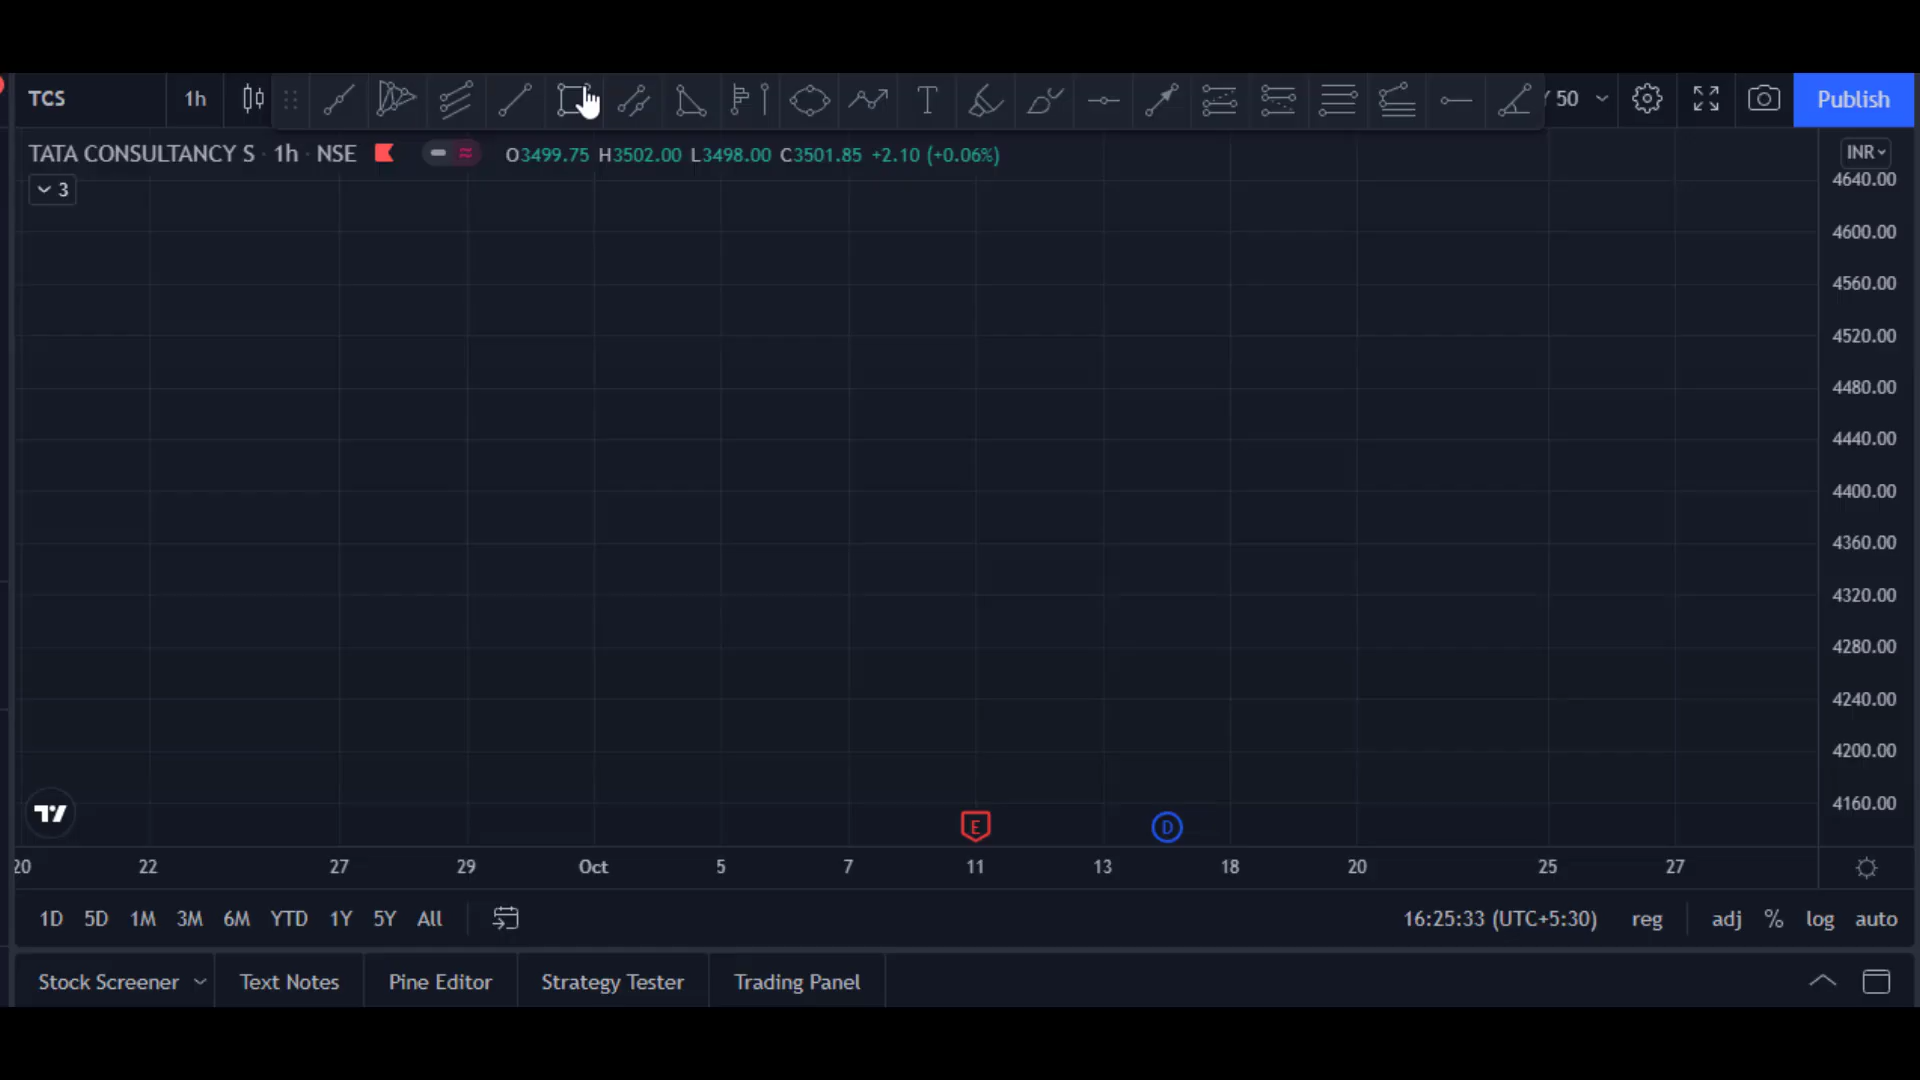 TCS 1h 50 Publish
TATA CONSULTANCY S · 1h · NSE O3499.75 H3502.00 L3498.00 C3501.85 +2.10 (+0.06%) INR
3
4640.00
4600.00
4560.00
4520.00
4480.00
4440.00
4400.00
4360.00
4320.00
4280.00
4240.00
4200.00
4160.00
E D
20 22 27 29 Oct 5 7 11 13 18 20 25 27
1D 5D 1M 3M 6M YTD 1Y 5Y All 16:25:33 (UTC+5:30) reg adj % log auto
Stock Screener Text Notes Pine Editor Strategy Tester Trading Panel